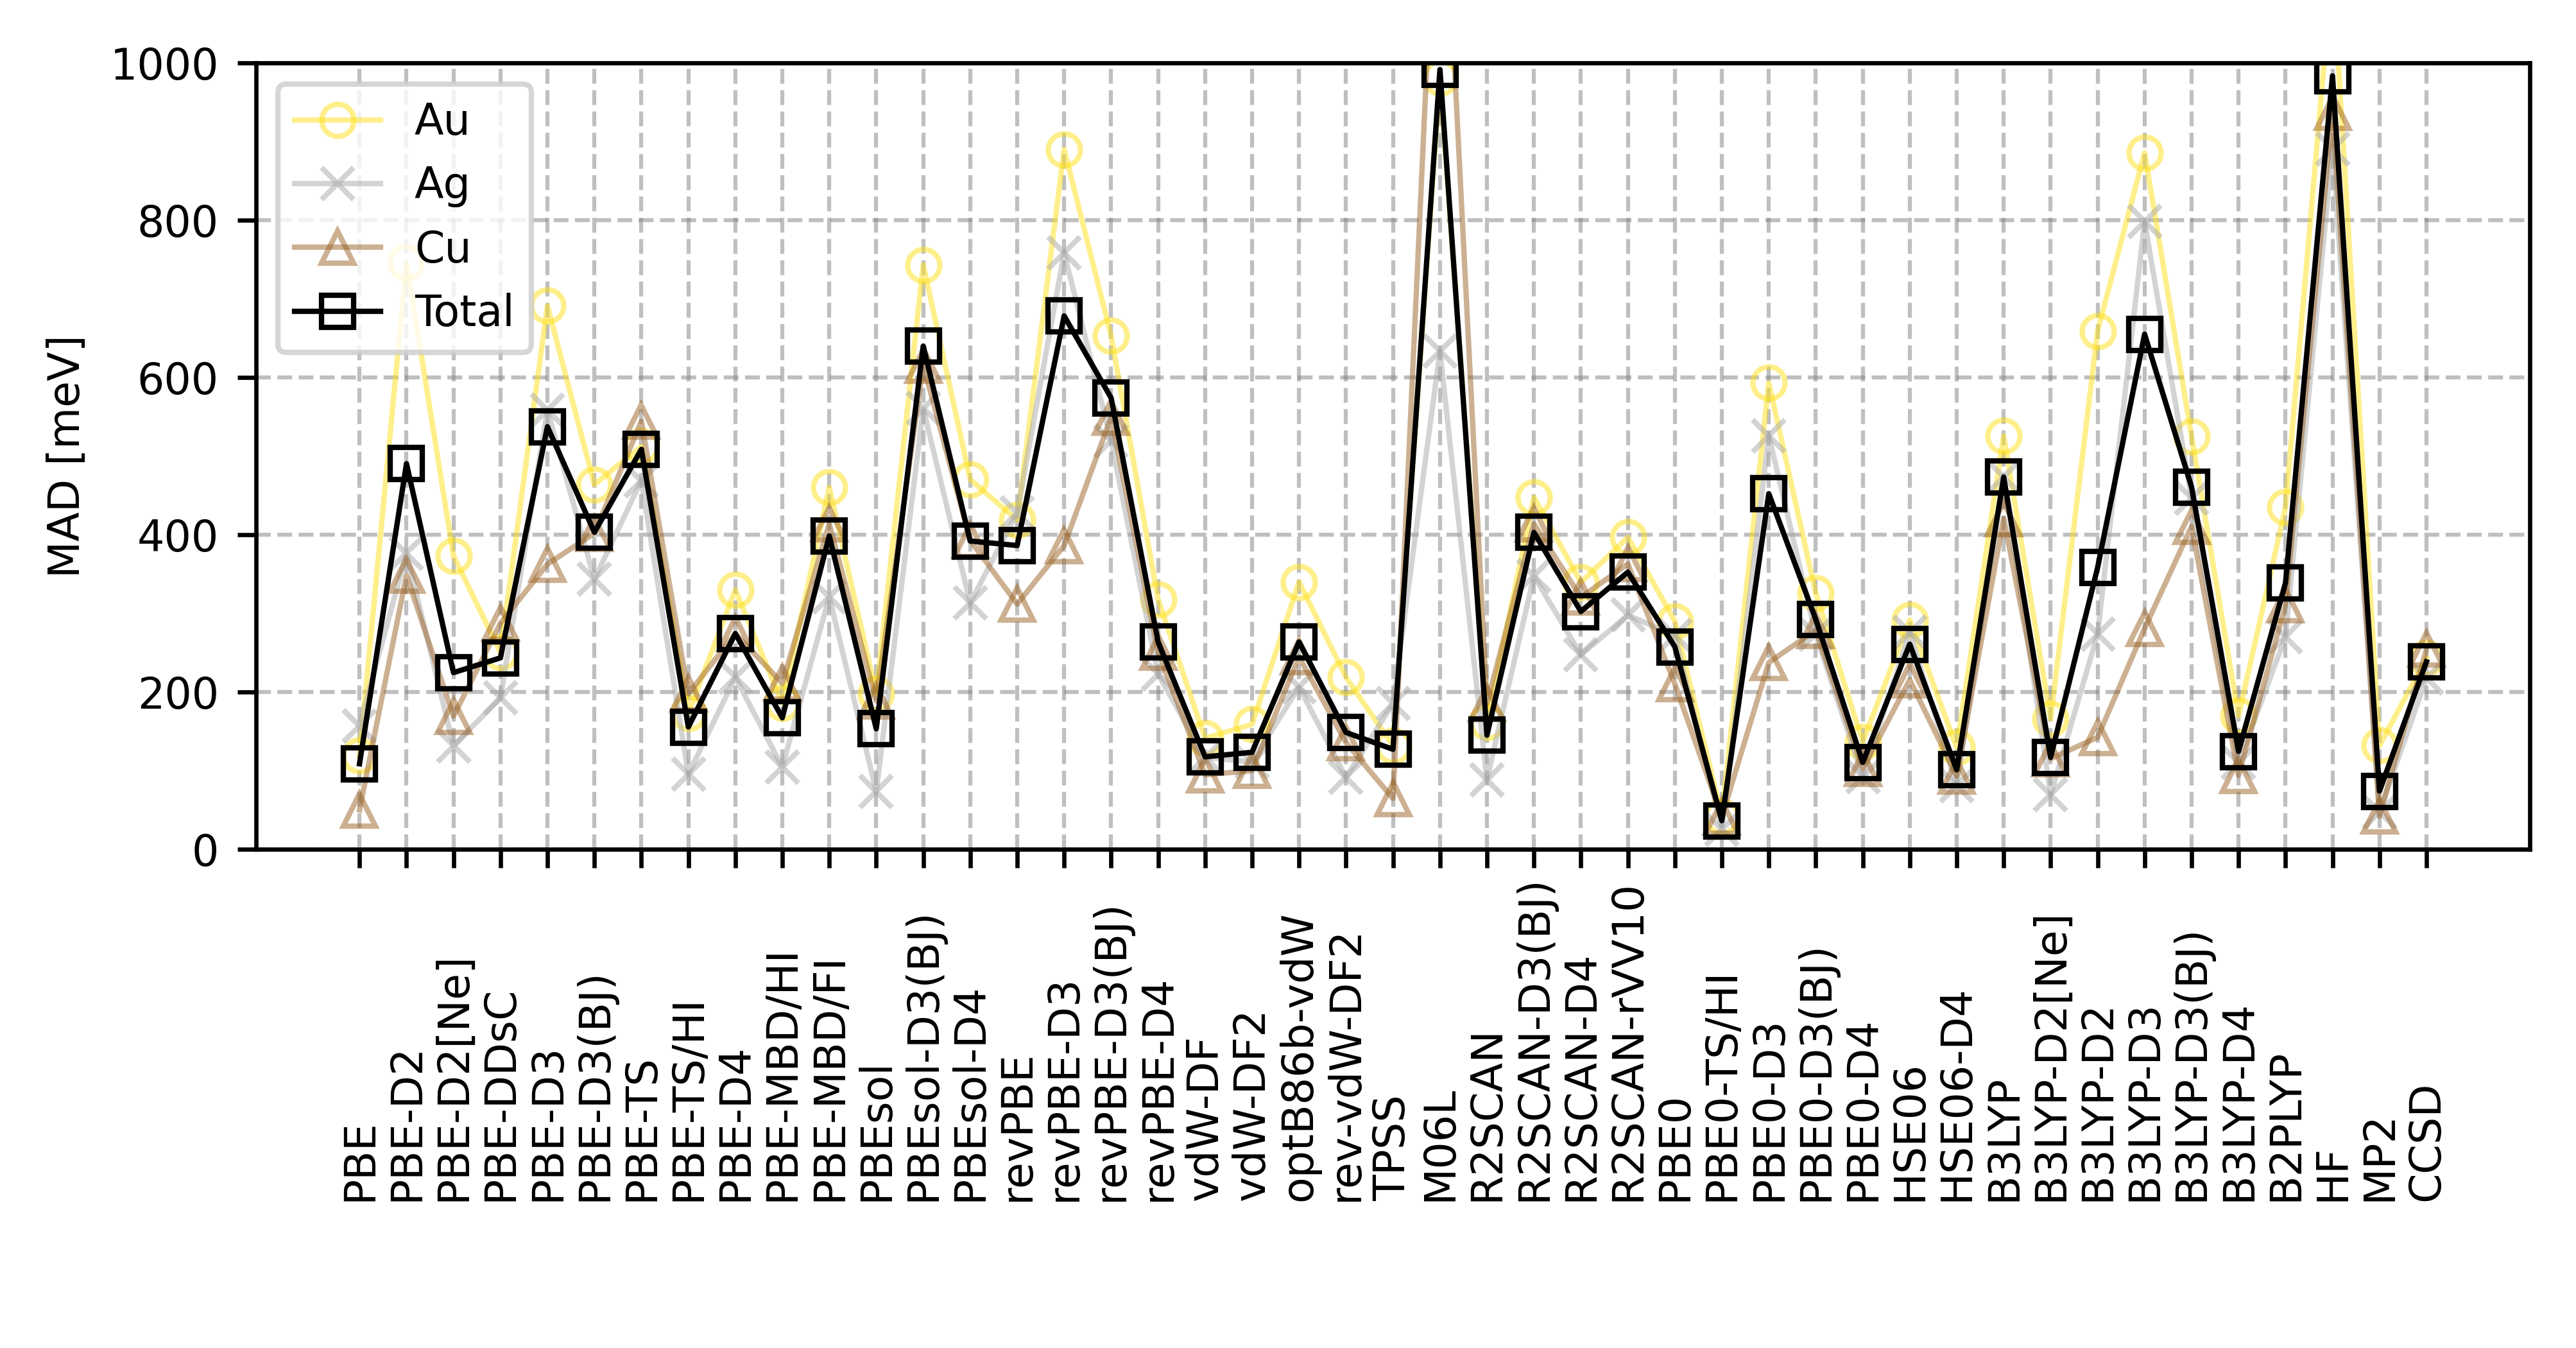 1000
800
600
400
200
0
MAD [meV]
Au
Ag
Cu
Total
PBE
PBE-D2
PBE-D2[Ne]
PBE-DDsC
PBE-D3
PBE-D3(BJ)
PBE-TS
PBE-TS/HI
PBE-D4
PBE-MBD/HI
PBE-MBD/FI
PBEsol
PBEsol-D3(BJ)
PBEsol-D4
revPBE
revPBE-D3
revPBE-D3(BJ)
revPBE-D4
vdW-DF
vdW-DF2
optB86b-vdW
rev-vdW-DF2
TPSS
M06L
R2SCAN
R2SCAN-D3(BJ)
R2SCAN-D4
R2SCAN-rVV10
PBE0
PBE0-TS/HI
PBE0-D3
PBE0-D3(BJ)
PBE0-D4
HSE06
HSE06-D4
B3LYP
B3LYP-D2[Ne]
B3LYP-D2
B3LYP-D3
B3LYP-D3(BJ)
B3LYP-D4
B2PLYP
HF
MP2
CCSD